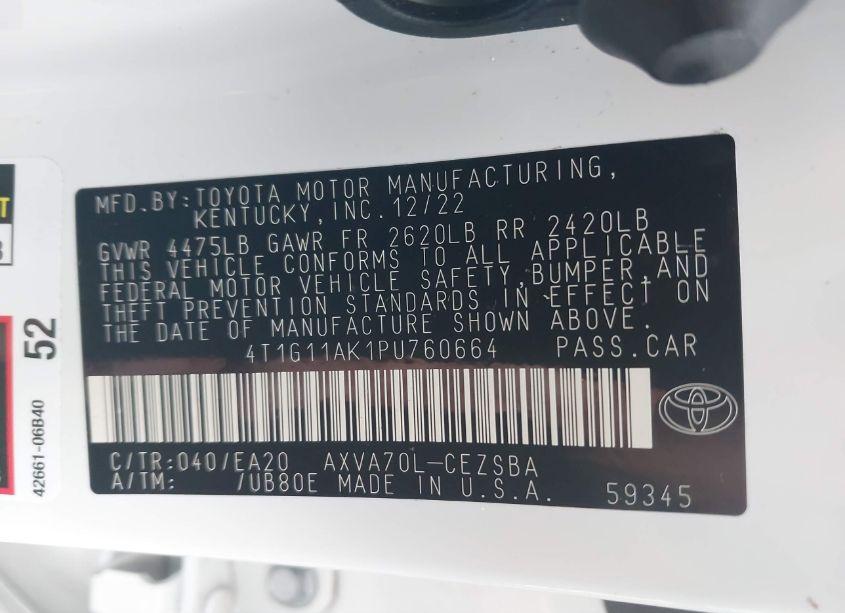 MFD.BY:TOYOTA MOTOR MANUFACTURING,
KENTUCKY,INC.12/22
GVWR 4475LB GAWR FR 2620LB RR 2420LB
THIS VEHICLE CONFORMS TO ALL APPLICABLE
FEDERAL MOTOR VEHICLE SAFETY,BUMPER,AND
THEFT PREVENTION STANDARDS IN EFFECT ON
THE DATE OF MANUFACTURE SHOWN ABOVE.
4T1G11AK1PU760664 PASS.CAR
C/TR:040/EA20 AXVA70L-CEZSBA
A/TM: /UB80E MADE IN U.S.A. 59345
52
42661-06B40